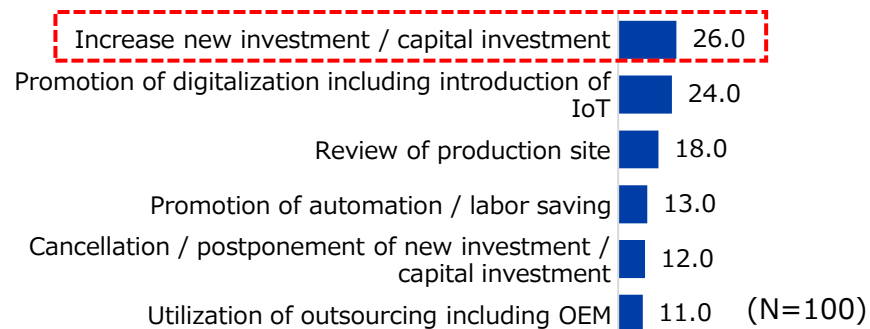 Increase new investment / capital investment 26.0
Promotion of digitalization including introduction of
IoT 24.0
Review of production site 18.0
Promotion of automation / labor saving 13.0
Cancellation / postponement of new investment /
capital investment 12.0
Utilization of outsourcing including OEM 11.0 (N=100)